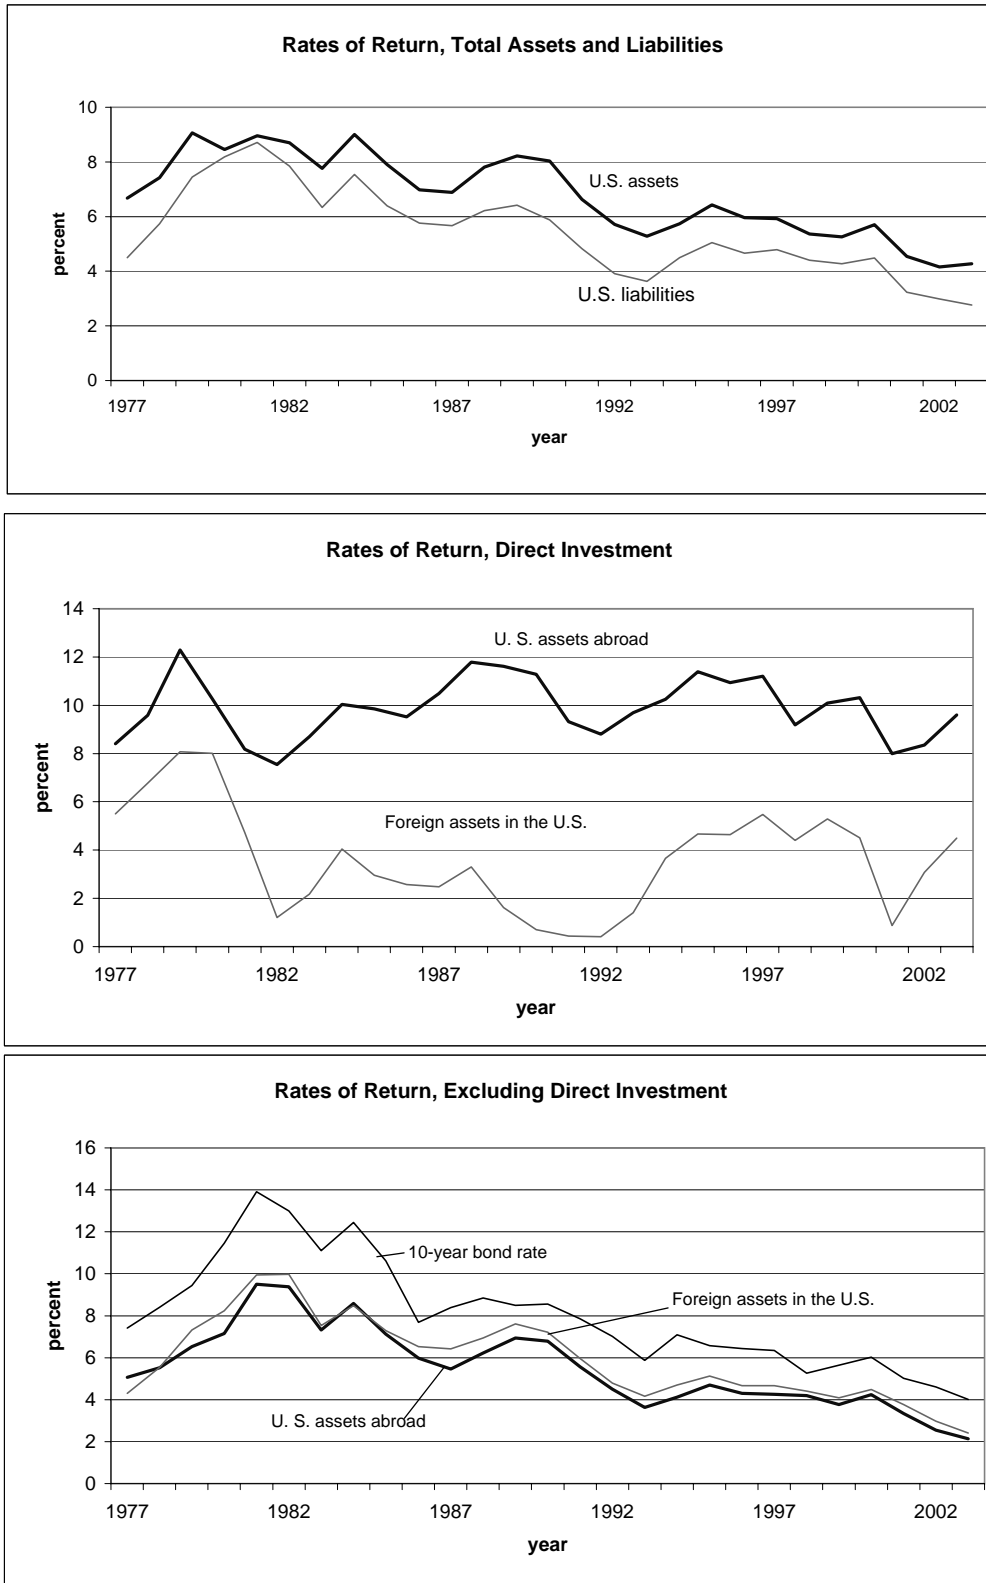 Rates of Return, Total Assets and Liabilities
10
8
6
4
2
0
percent
U.S. assets
U.S. liabilities
1977 1982 1987 1992 1997 2002
year
Rates of Return, Direct Investment
14
12
10
8
6
4
2
0
percent
U. S. assets abroad
Foreign assets in the U.S.
1977 1982 1987 1992 1997 2002
year
Rates of Return, Excluding Direct Investment
16
14
12
10
8
6
4
2
0
percent
10-year bond rate
Foreign assets in the U.S.
U. S. assets abroad
1977 1982 1987 1992 1997 2002
year